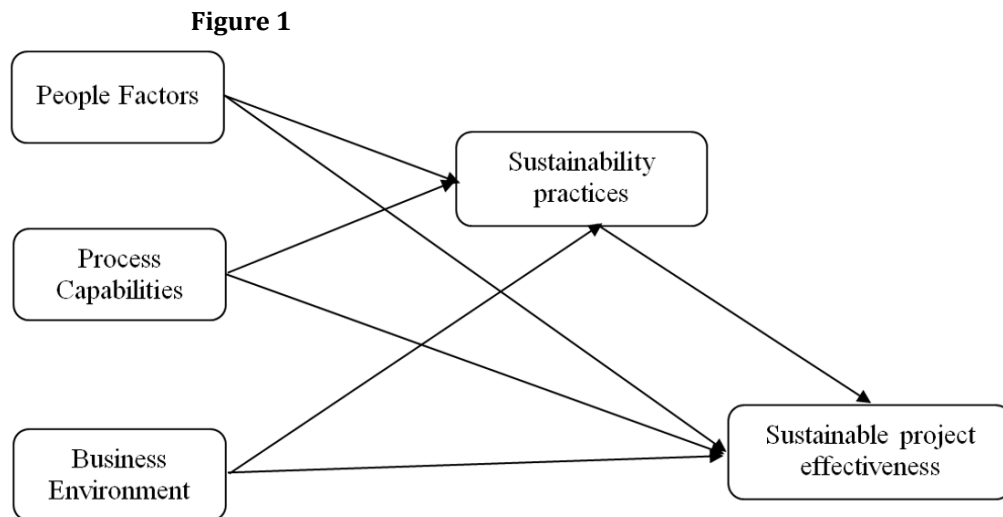 Figure 1
People Factors
Sustainability
practices
Process
Capabilities
Sustainable project
effectiveness
Business
Environment